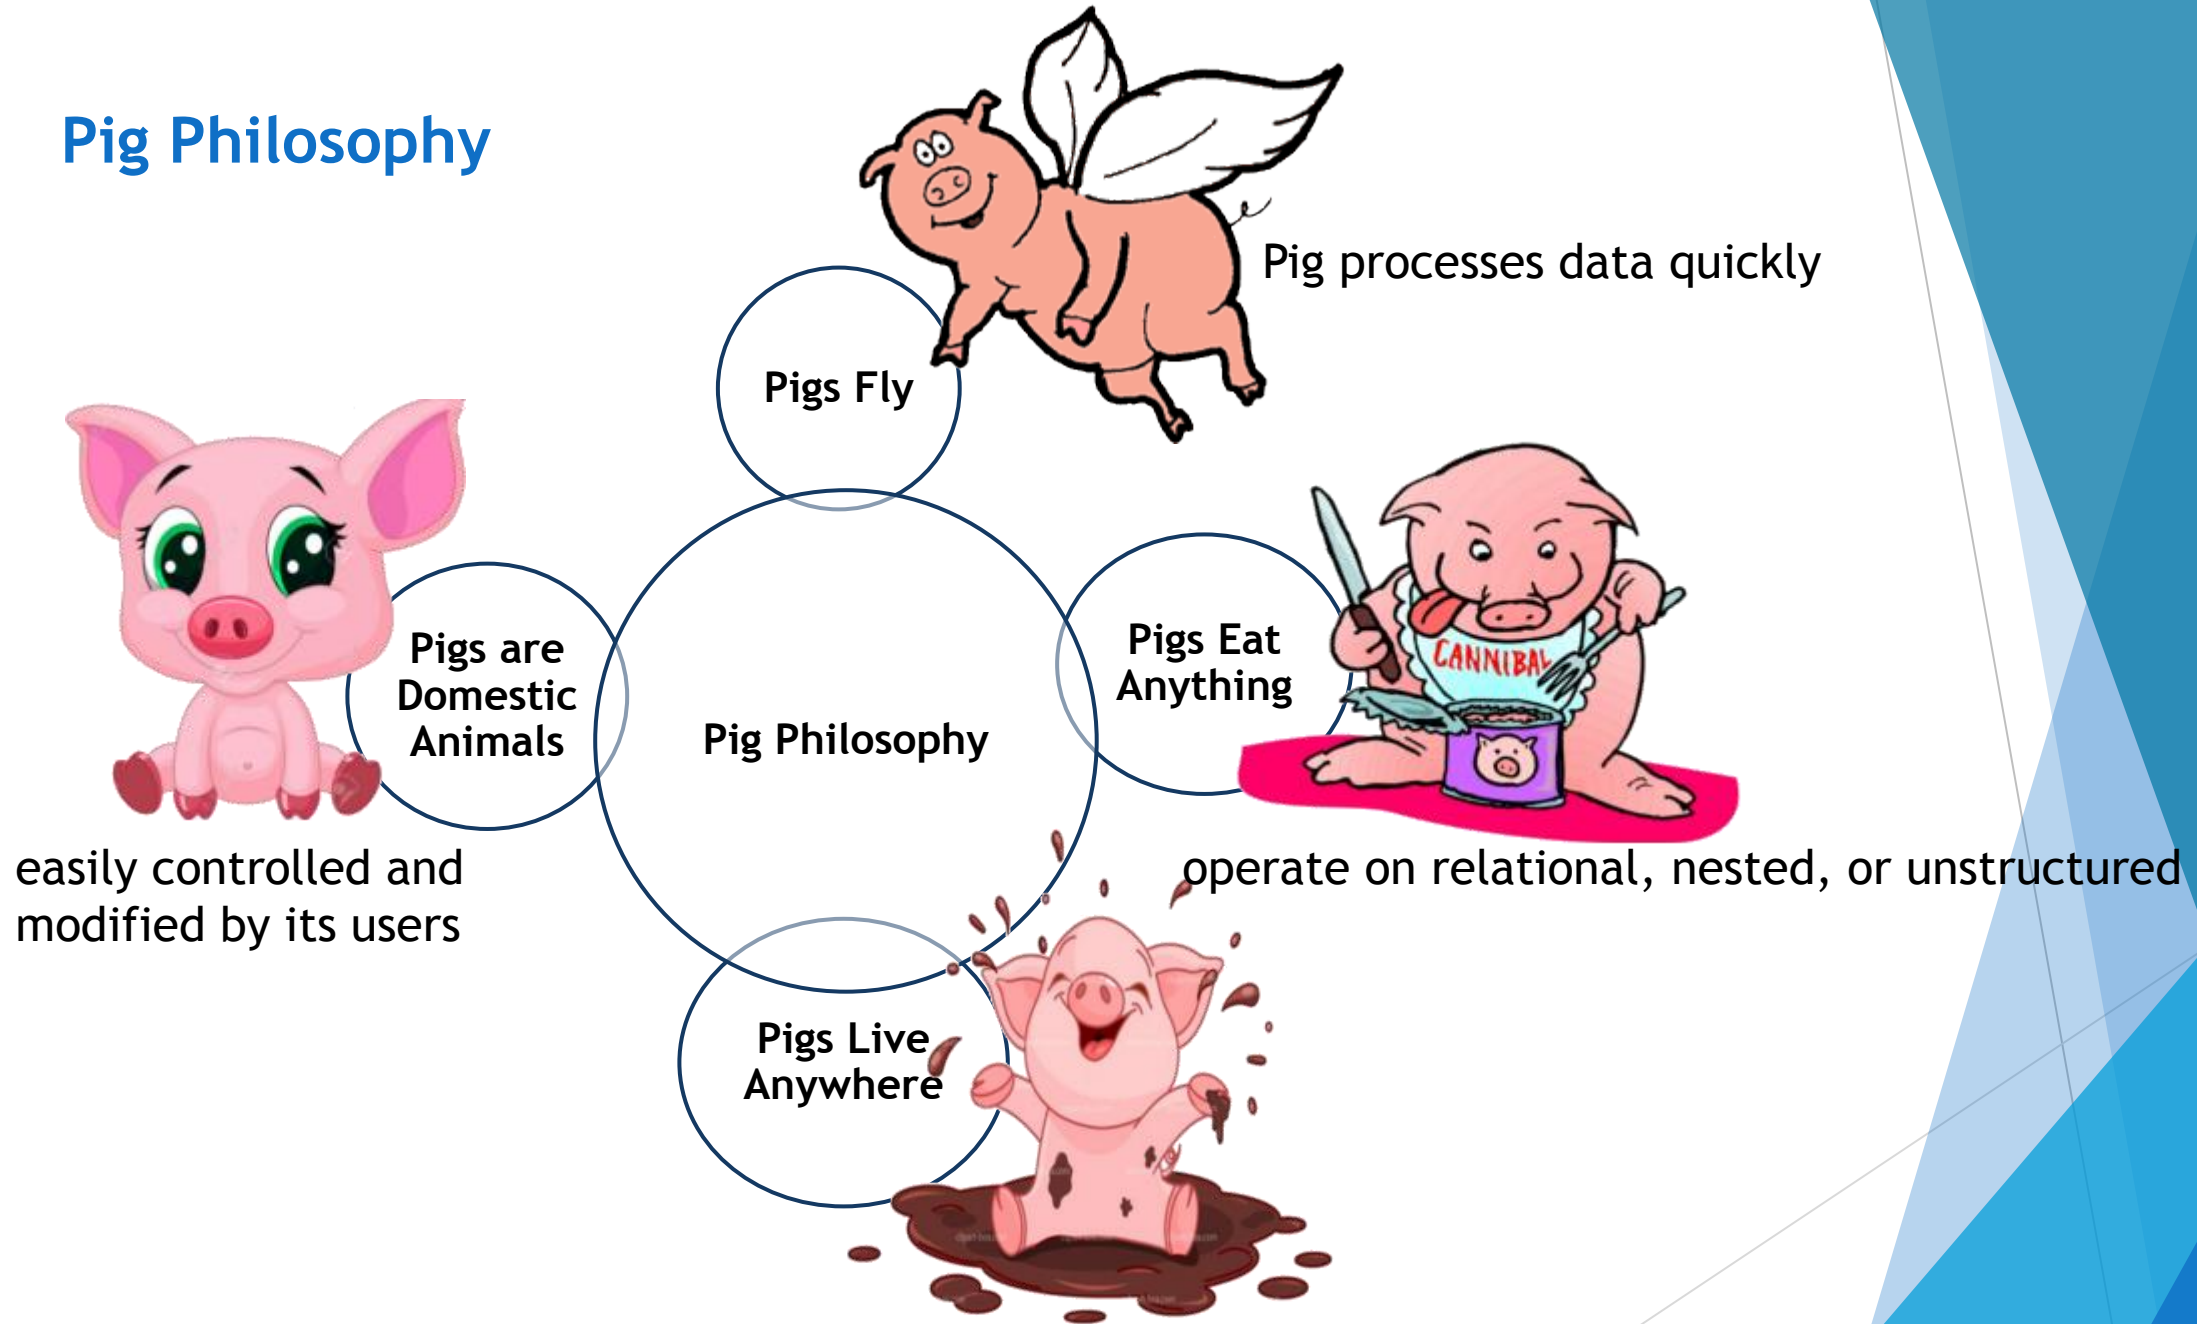 Pig Philosophy
Pig processes data quickly
Pigs Fly
Pigs are
Domestic
Animals
Pig Philosophy
Pigs Eat
Anything
CANNIBAL
easily controlled and
modified by its users
operate on relational, nested, or unstructured
Pigs Live
Anywhere